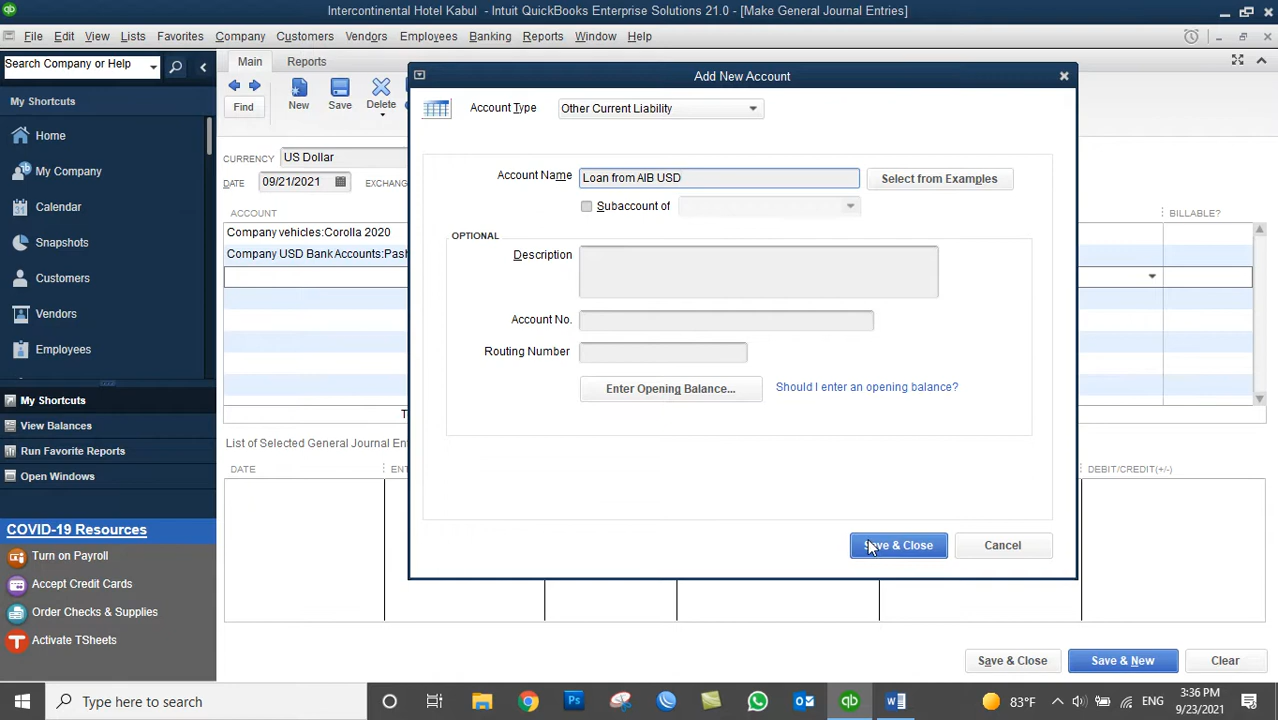 Intercontinental Hotel Kabul - Intuit QuickBooks Enterprise Solutions 21.0 - [Make General Journal Entries]
File Edit View Lists Favorites Company Customers Vendors Employees Banking Reports Window Help
Search Company or Help
My Shortcuts
Home
My Company
Calendar
Snapshots
Customers
Vendors
Employees
My Shortcuts
View Balances
Run Favorite Reports
Open Windows
COVID-19 Resources
Turn on Payroll
Accept Credit Cards
Order Checks & Supplies
Activate TSheets
Main Reports
Find New Save Delete
CURRENCY US Dollar
DATE 09/21/2021
ACCOUNT BILLABLE?
Company vehicles:Corolla 2020
Company USD Bank Accounts:Pash
List of Selected General Journal
DATE DEBIT/CREDIT(+/-)
Add New Account
Account Type Other Current Liability
Account Name Loan from AIB USD Select from Examples
Subaccount of
OPTIONAL
Description
Account No.
Routing Number
Enter Opening Balance... Should I enter an opening balance?
Save & Close Cancel
Save & Close Save & New Clear
Type here to search
83°F ENG
3:36 PM
9/23/2021